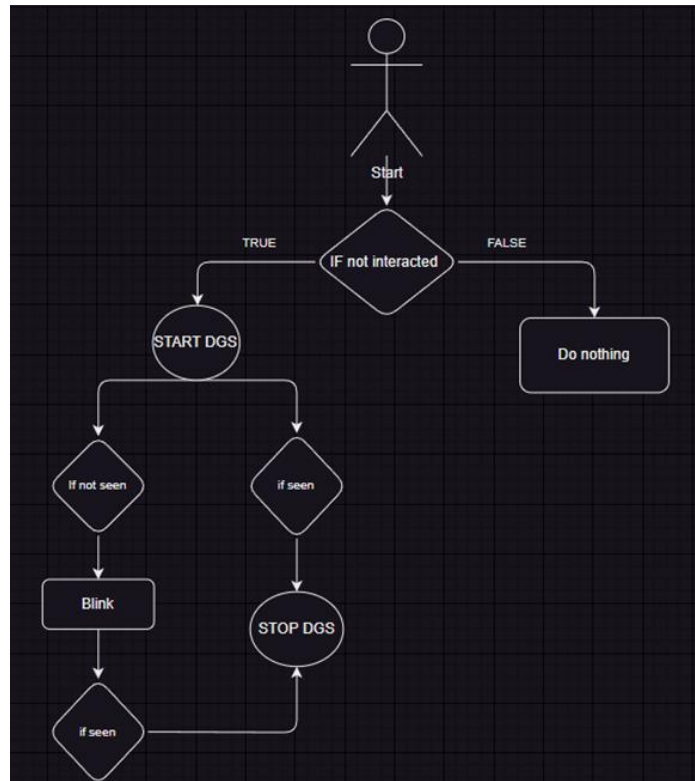 Start
TRUE
FALSE
IF not interacted
START DGS
Do nothing
If not seen
if seen
Blink
STOP DGS
if seen